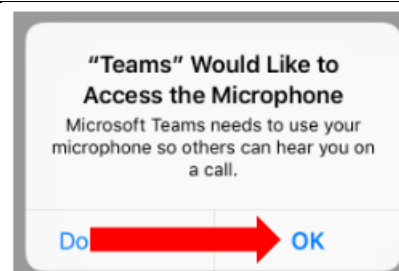 “Teams” Would Like to
Access the Microphone
Microsoft Teams needs to use your
microphone so others can hear you on
a call.
Do OK